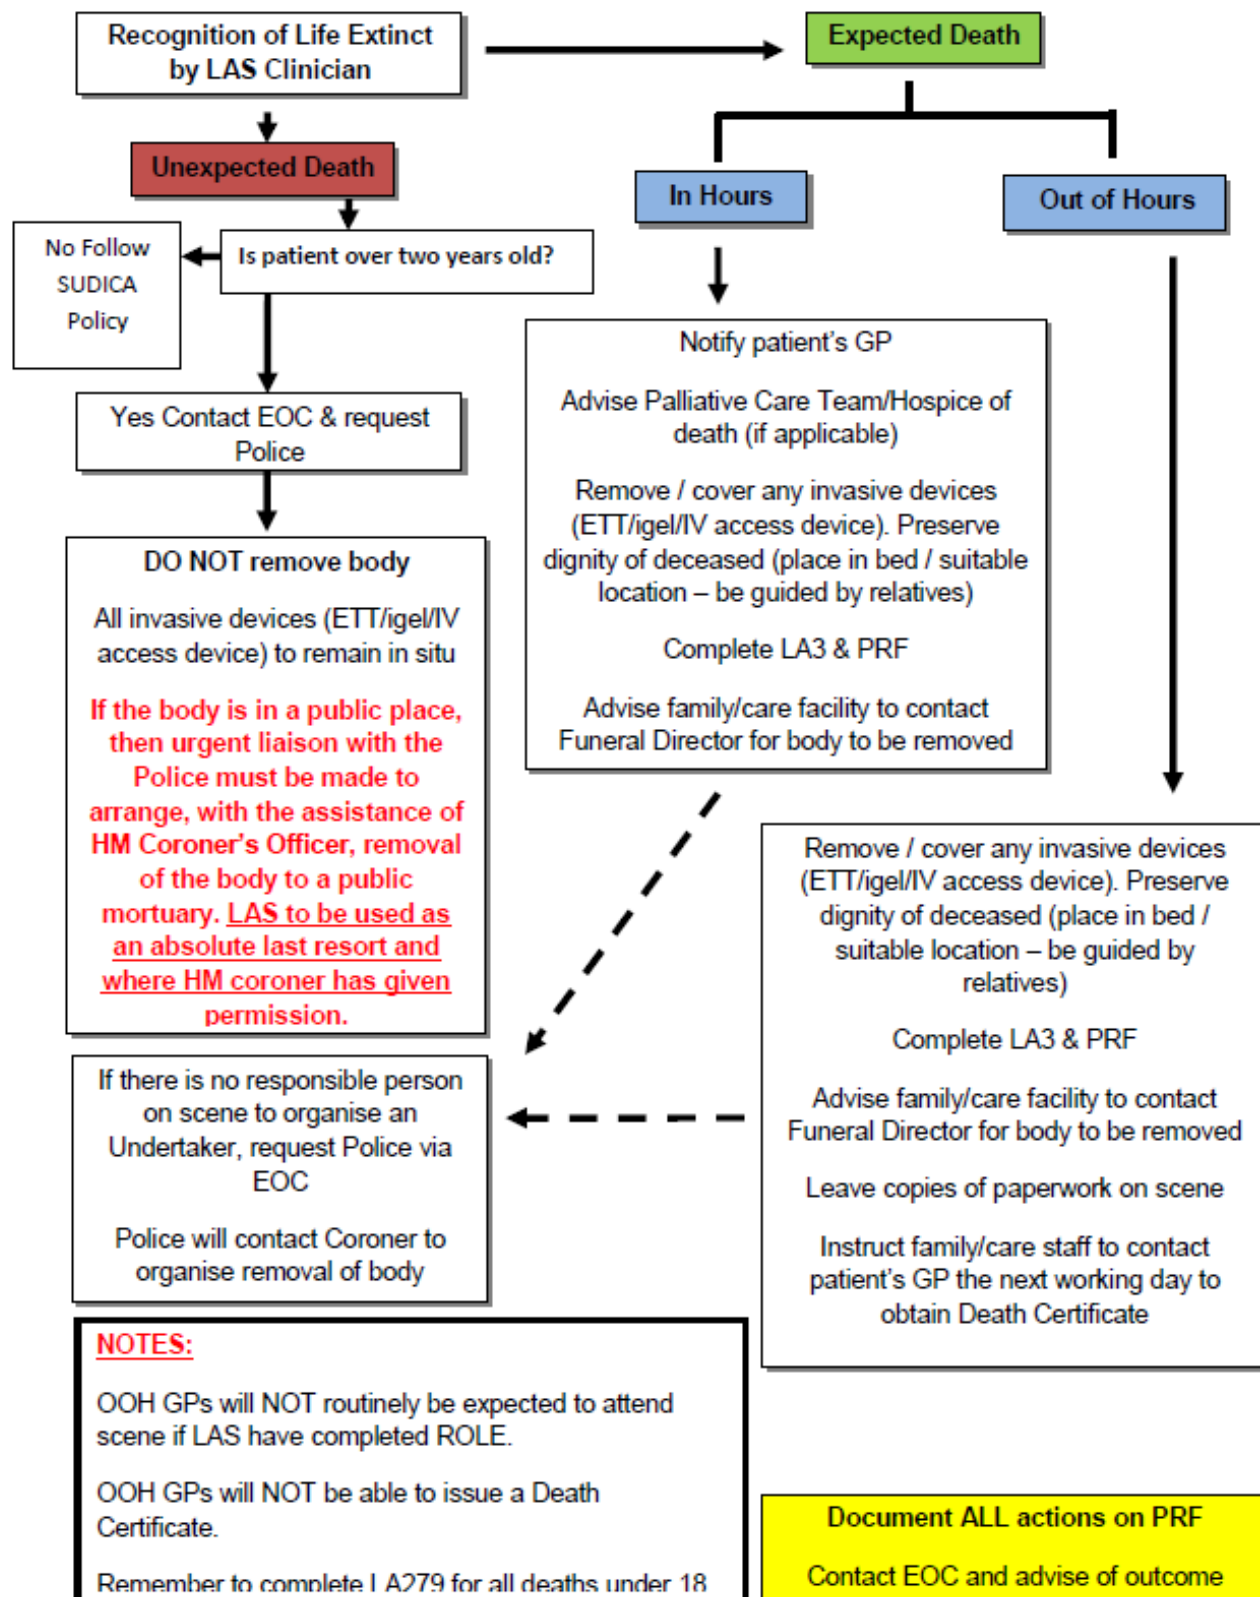 Recognition of Life Extinct
by LAS Clinician
Expected Death
Unexpected Death
In Hours
Out of Hours
No Follow
SUDICA
Policy
Is patient over two years old?
Yes Contact EOC & request
Police
DO NOT remove body
All invasive devices (ETT/igel/IV
access device) to remain in situ
If the body is in a public place,
then urgent liaison with the
Police must be made to
arrange, with the assistance of
HM Coroner's Officer, removal
of the body to a public
mortuary. LAS to be used as
an absolute last resort and
where HM coroner has given
permission.
Notify patient's GP
Advise Palliative Care Team/Hospice of
death (if applicable)
Remove / cover any invasive devices
(ETT/igel/IV access device). Preserve
dignity of deceased (place in bed / suitable
location – be guided by relatives)
Complete LA3 & PRF
Advise family/care facility to contact
Funeral Director for body to be removed
Remove / cover any invasive devices
(ETT/igel/IV access device). Preserve
dignity of deceased (place in bed /
suitable location – be guided by
relatives)
Complete LA3 & PRF
Advise family/care facility to contact
Funeral Director for body to be removed
Leave copies of paperwork on scene
Instruct family/care staff to contact
patient's GP the next working day to
obtain Death Certificate
If there is no responsible person
on scene to organise an
Undertaker, request Police via
EOC
Police will contact Coroner to
organise removal of body
NOTES:
OOH GPs will NOT routinely be expected to attend
scene if LAS have completed ROLE.
OOH GPs will NOT be able to issue a Death
Certificate.
Remember to complete LA279 for all deaths under 18
Document ALL actions on PRF
Contact EOC and advise of outcome